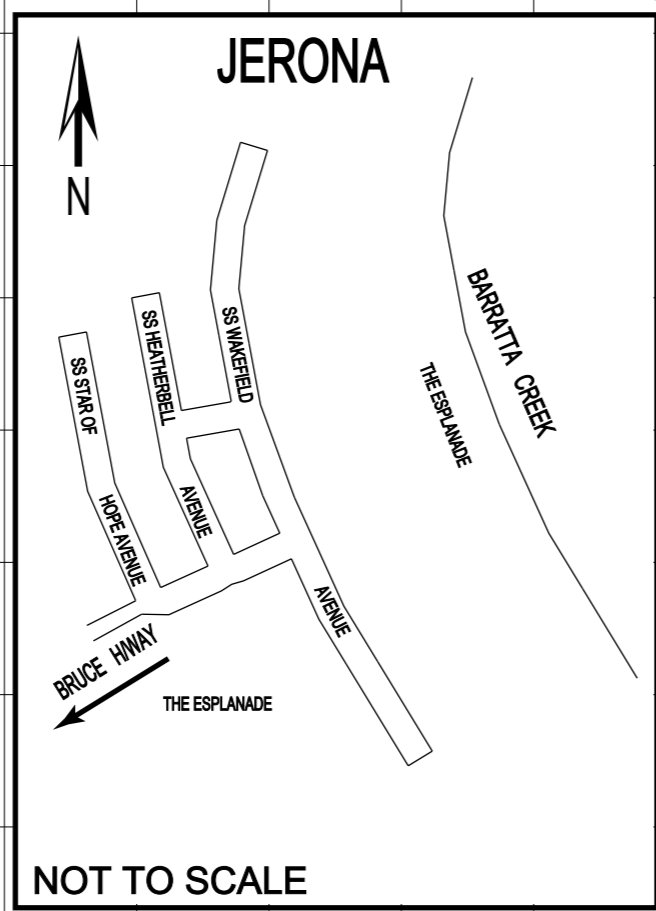 JERONA
N
SS WAKEFIELD
AVENUE
SS HEATHERBELL
AVENUE
SS STAR OF
HOPE AVENUE
BARRATTA CREEK
THE ESPLANADE
BRUCE H/WAY
THE ESPLANADE
NOT TO SCALE